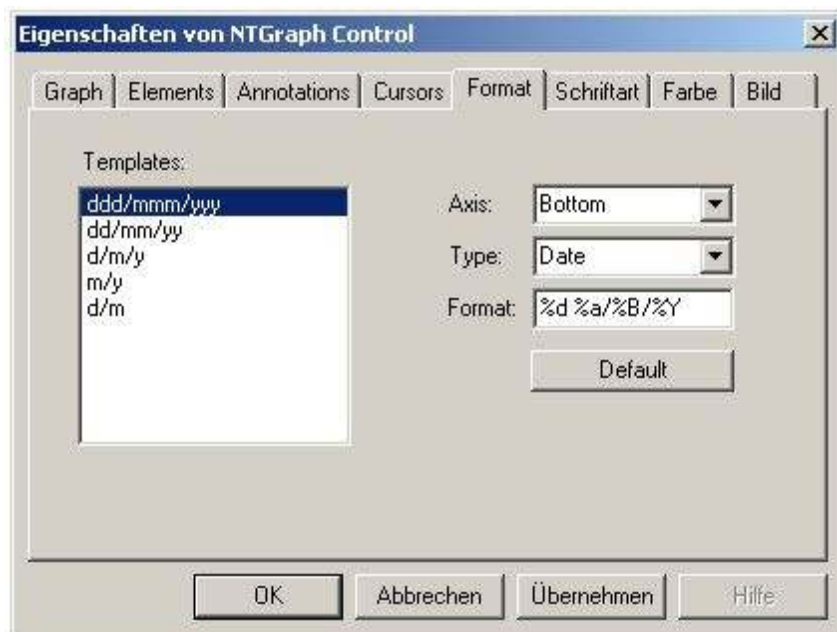 Eigenschaften von NTGraph Control
Graph Elements Annotations Cursors Format Schriftart Farbe Bild
Templates:
ddd/mmm/yyy
dd/mm/yy
d/m/y
m/y
d/m
Axis: Bottom
Type: Date
Format: %d %a/%B/%Y
Default
OK Abbrechen Übernehmen Hilfe